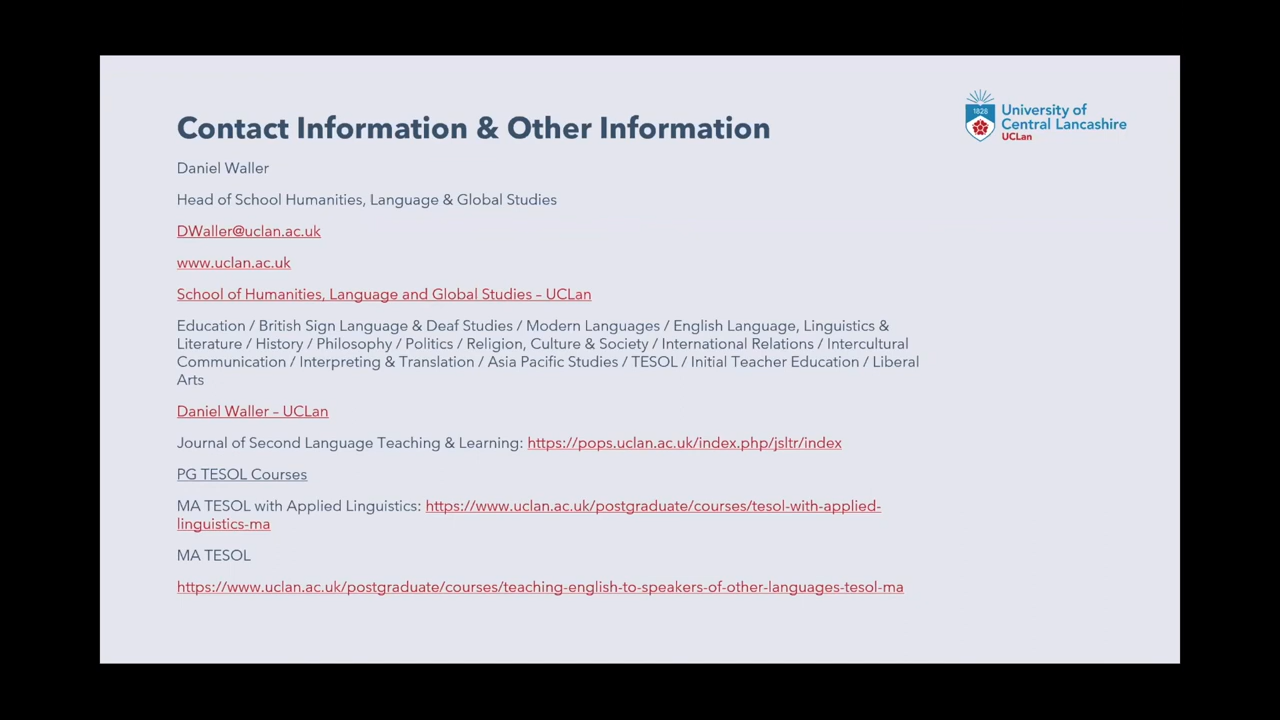 1828
University of
Central Lancashire
UCLan
Contact Information & Other Information
Daniel Waller
Head of School Humanities, Language & Global Studies
DWaller@uclan.ac.uk
www.uclan.ac.uk
School of Humanities, Language and Global Studies – UCLan
Education / British Sign Language & Deaf Studies / Modern Languages / English Language, Linguistics &
Literature / History / Philosophy / Politics / Religion, Culture & Society / International Relations / Intercultural
Communication / Interpreting & Translation / Asia Pacific Studies / TESOL / Initial Teacher Education / Liberal
Arts
Daniel Waller – UCLan
Journal of Second Language Teaching & Learning: https://pops.uclan.ac.uk/index.php/jsltr/index
PG TESOL Courses
MA TESOL with Applied Linguistics: https://www.uclan.ac.uk/postgraduate/courses/tesol-with-applied-
linguistics-ma
MA TESOL
https://www.uclan.ac.uk/postgraduate/courses/teaching-english-to-speakers-of-other-languages-tesol-ma